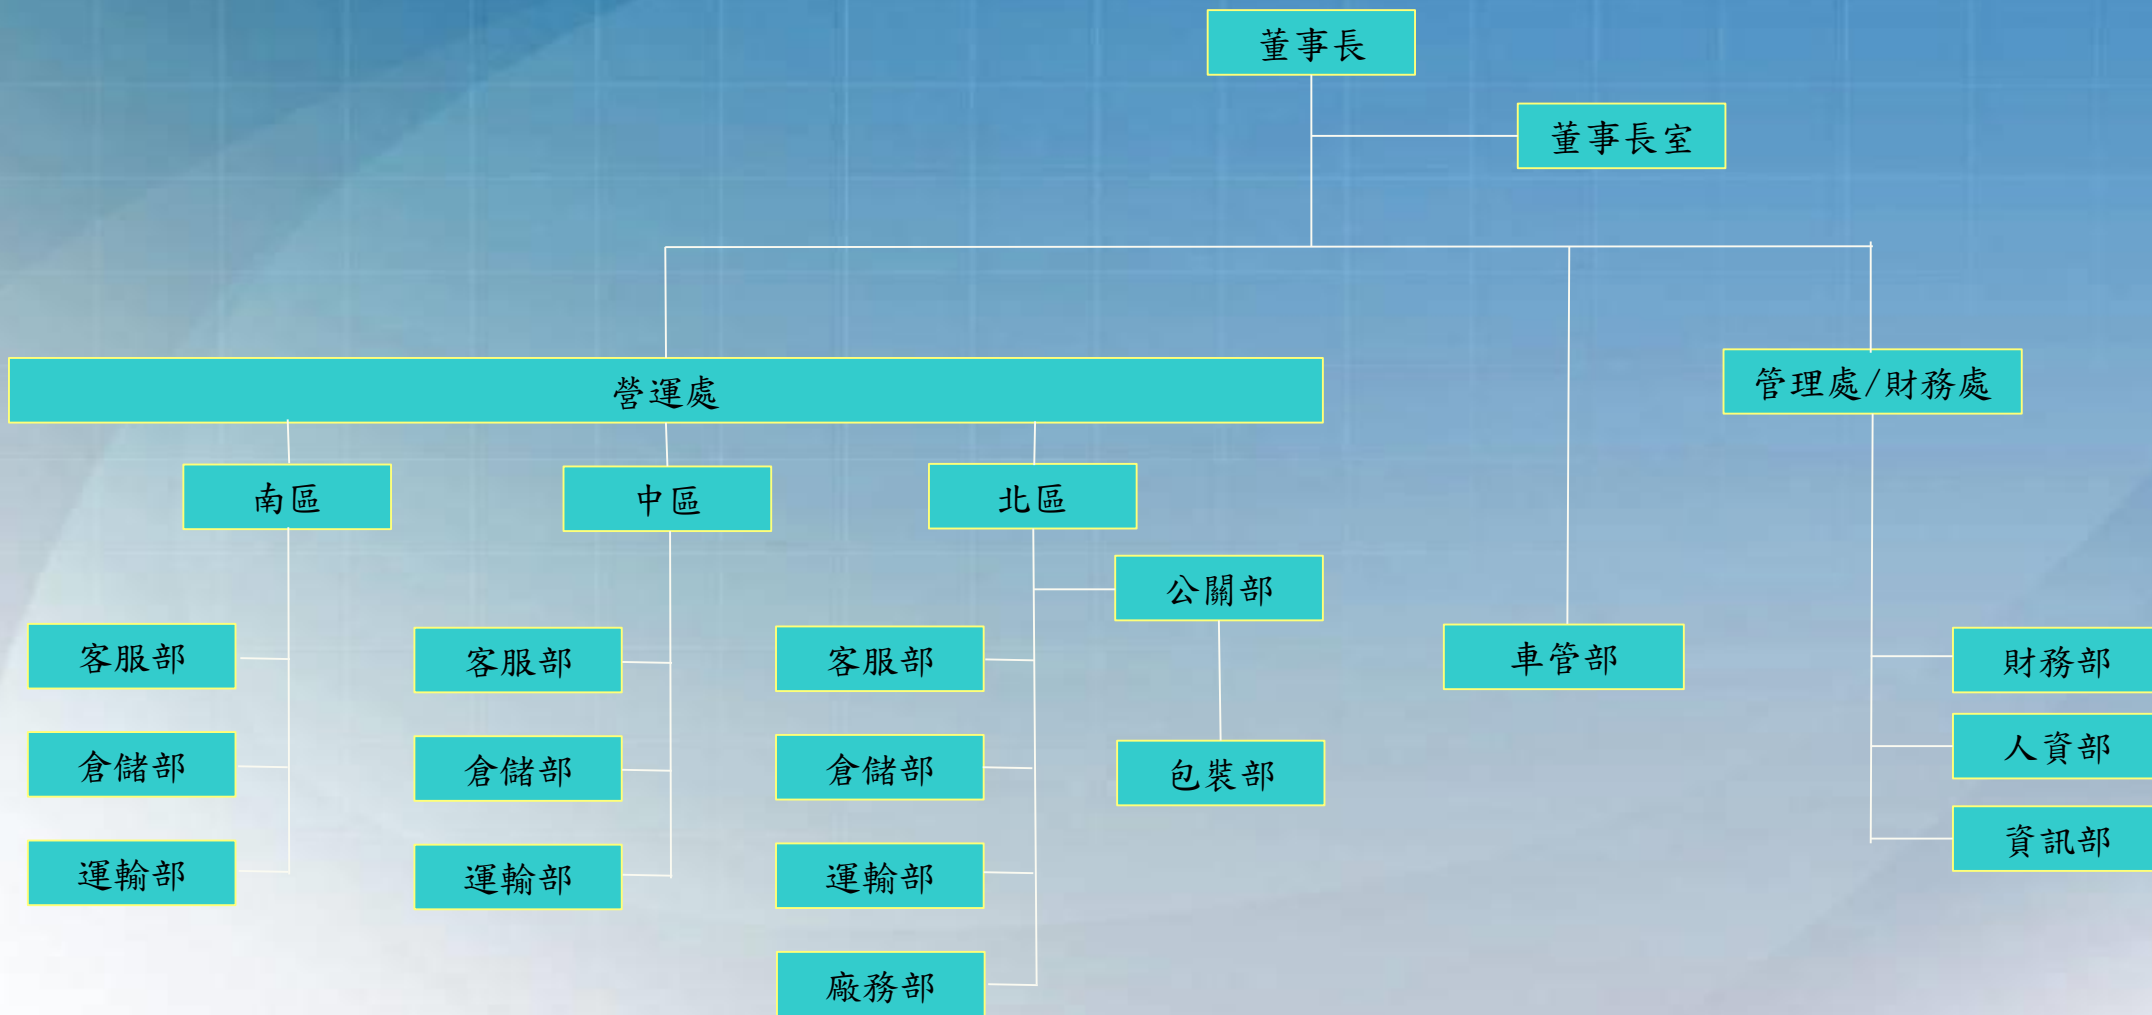 董事長
董事長室
營運處
管理處/財務處
南區
中區
北區
公關部
客服部
客服部
客服部
車管部
財務部
倉儲部
倉儲部
倉儲部
包裝部
人資部
運輸部
運輸部
運輸部
資訊部
廠務部